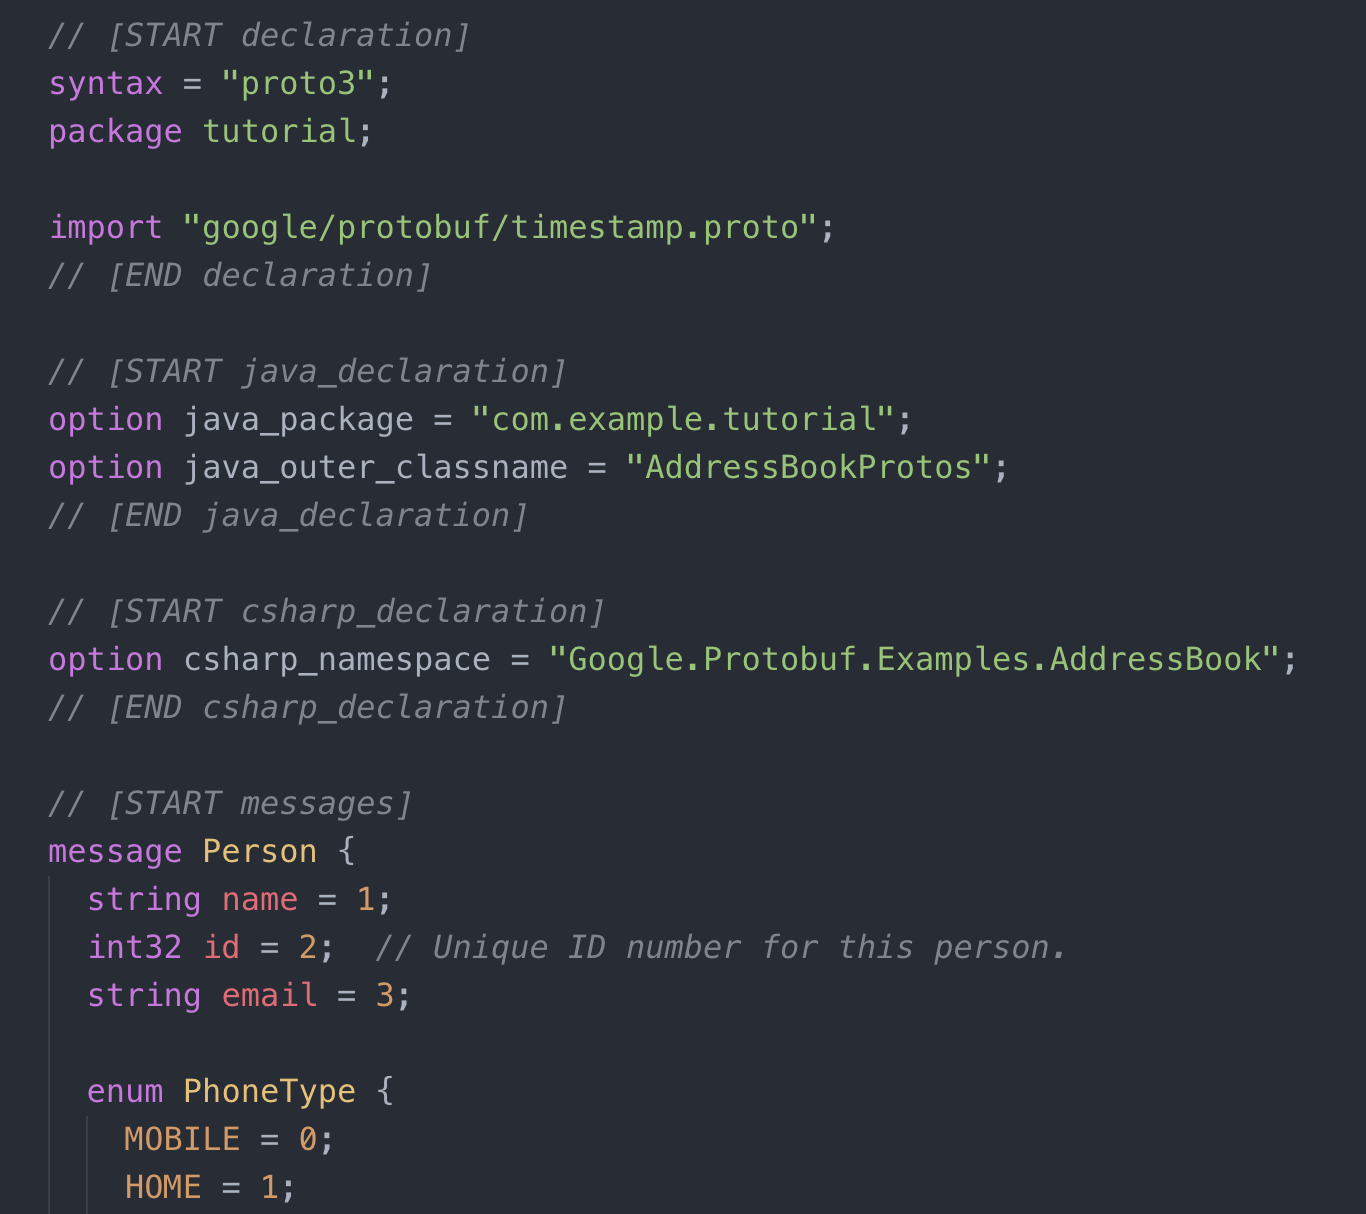 // [START declaration]
syntax = "proto3";
package tutorial;

import "google/protobuf/timestamp.proto";
// [END declaration]

// [START java_declaration]
option java_package = "com.example.tutorial";
option java_outer_classname = "AddressBookProtos";
// [END java_declaration]

// [START csharp_declaration]
option csharp_namespace = "Google.Protobuf.Examples.AddressBook";
// [END csharp_declaration]

// [START messages]
message Person {
  string name = 1;
  int32 id = 2;  // Unique ID number for this person.
  string email = 3;

  enum PhoneType {
    MOBILE = 0;
    HOME = 1;